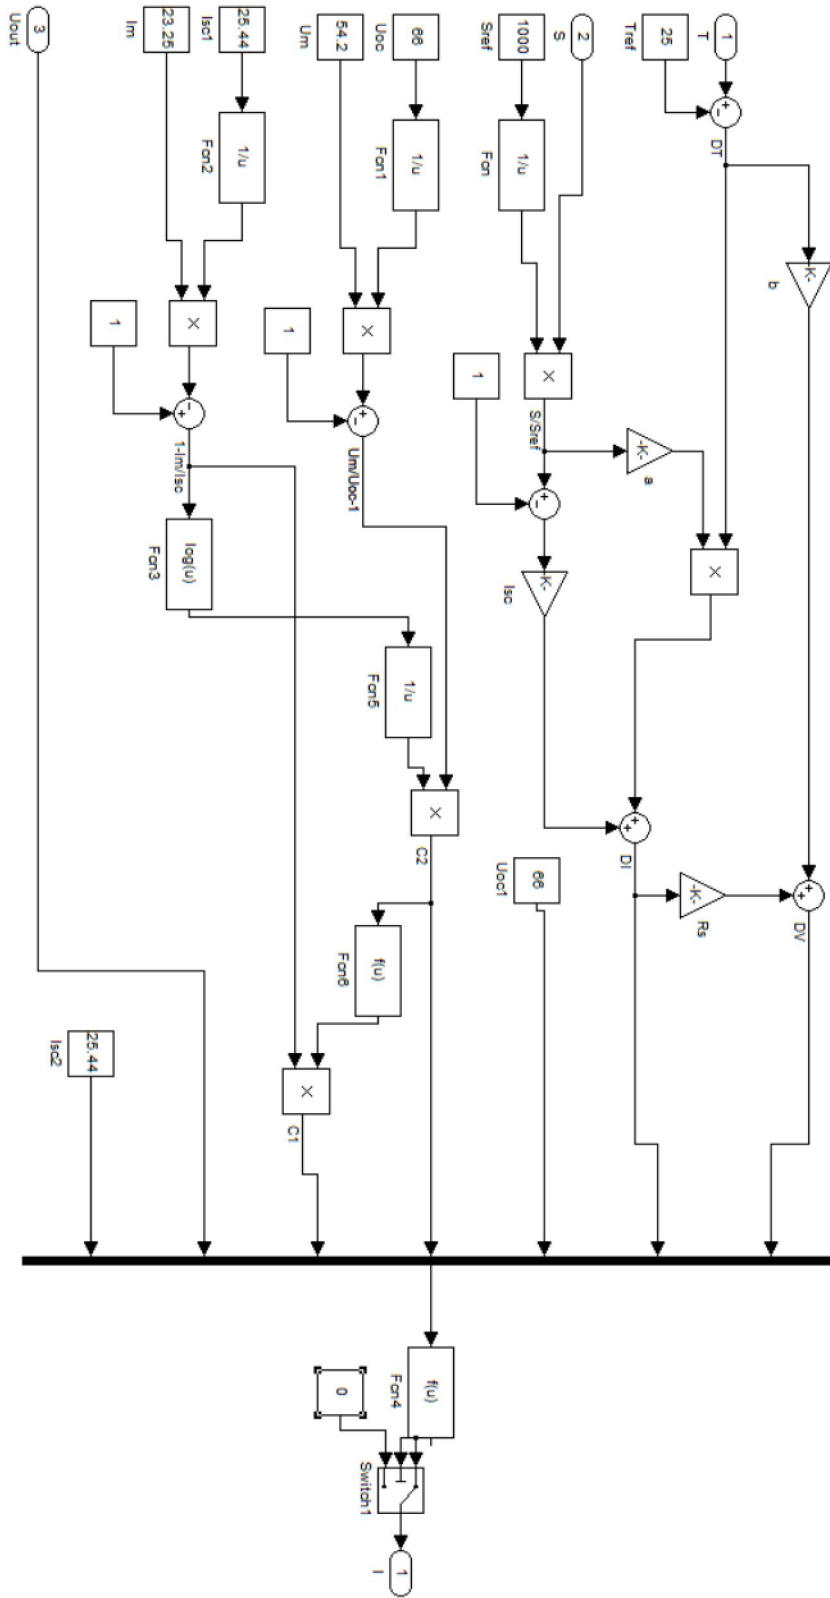 K-
b
1
T
25
Tref
+
-
DT
X
+
+
DV
-K-
Rs
-K-
a
+
+
DI
2
S
1000
Sref
1/u
Fcn
X
S/Sref
1
+
-
K-
Isc
66
Uoc1
66
Uoc
1/u
Fcn1
54.2
Um
X
1
+
-
Um/Uoc-1
1/u
Fcn5
X
C2
f(u)
Fcn6
X
C1
f(u)
Fcn4
0
Switch1
1
I
25.44
Isc1
1/u
Fcn2
23.25
Im
X
1
-
+
1-Im/Isc
log(u)
Fcn3
3
Uout
25.44
Isc2